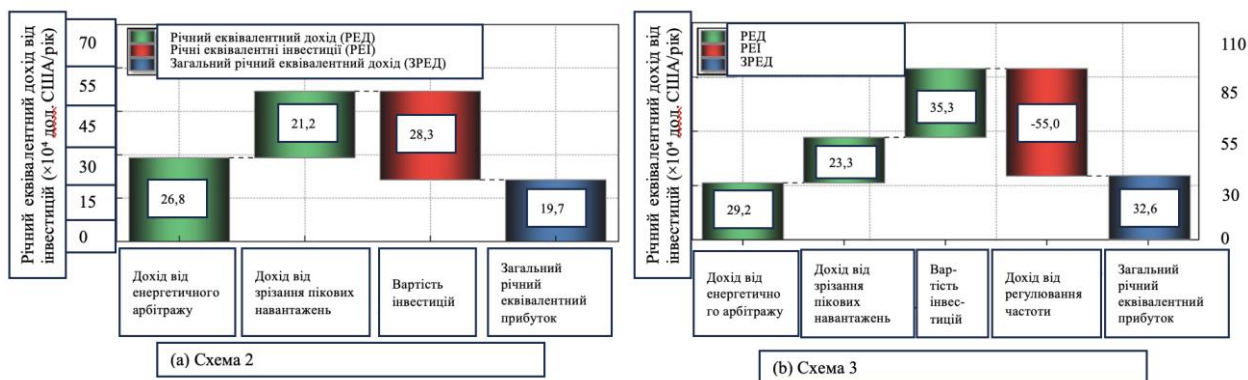 Річний еквівалентний дохід від
інвестицій (×10⁴ дол. США/рік)
70
55
45
30
15
0
Річний еквівалентний дохід (РЕД)
Річні еквівалентні інвестиції (РЕІ)
Загальний річний еквівалентний дохід (ЗРЕД)
26,8
21,2
28,3
19,7
Дохід від
енергетичного
арбітражу
Дохід від
зрізання пікових
навантажень
Вартість
інвестицій
Загальний
річний
еквівалентний
прибуток
(a) Схема 2
Річний еквівалентний дохід від
інвестицій (×10⁴ дол. США/рік)
РЕД
РЕІ
ЗРЕД
110
85
55
30
0
29,2
23,3
35,3
-55,0
32,6
Дохід від
енергетично
го арбітражу
Дохід від
зрізання
пікових
навантажень
Вар-
тість
інвес-
тицій
Дохід від
регулювання
частоти
Загальний
річний
еквівалентний
прибуток
(b) Схема 3